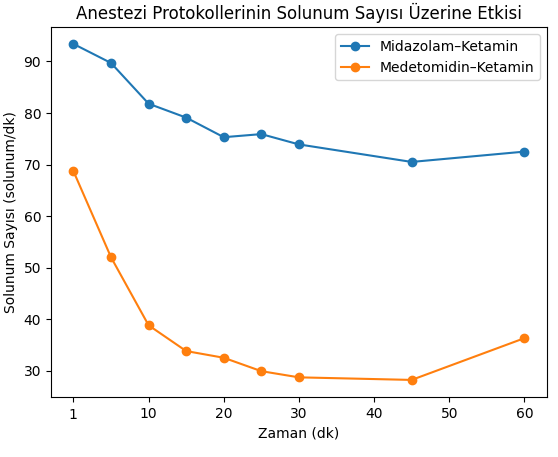 Anestezi Protokollerinin Solunum Sayısı Üzerine Etkisi
Midazolam–Ketamin
Medetomidin–Ketamin
Solunum Sayısı (solunum/dk)
90
80
70
60
50
40
30
1 10 20 30 40 50 60
Zaman (dk)